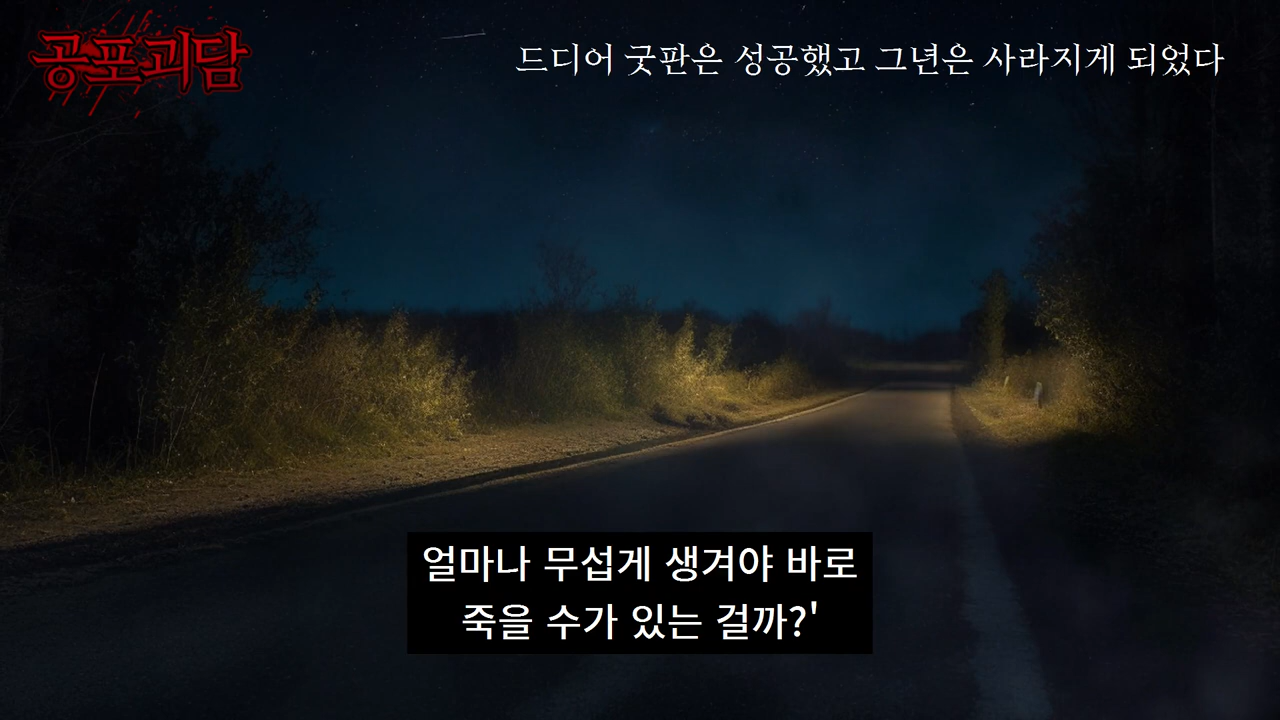 공포괴담
드디어 굿판은 성공했고 그년은 사라지게 되었다
얼마나 무섭게 생겨야 바로
죽을 수가 있는 걸까?'